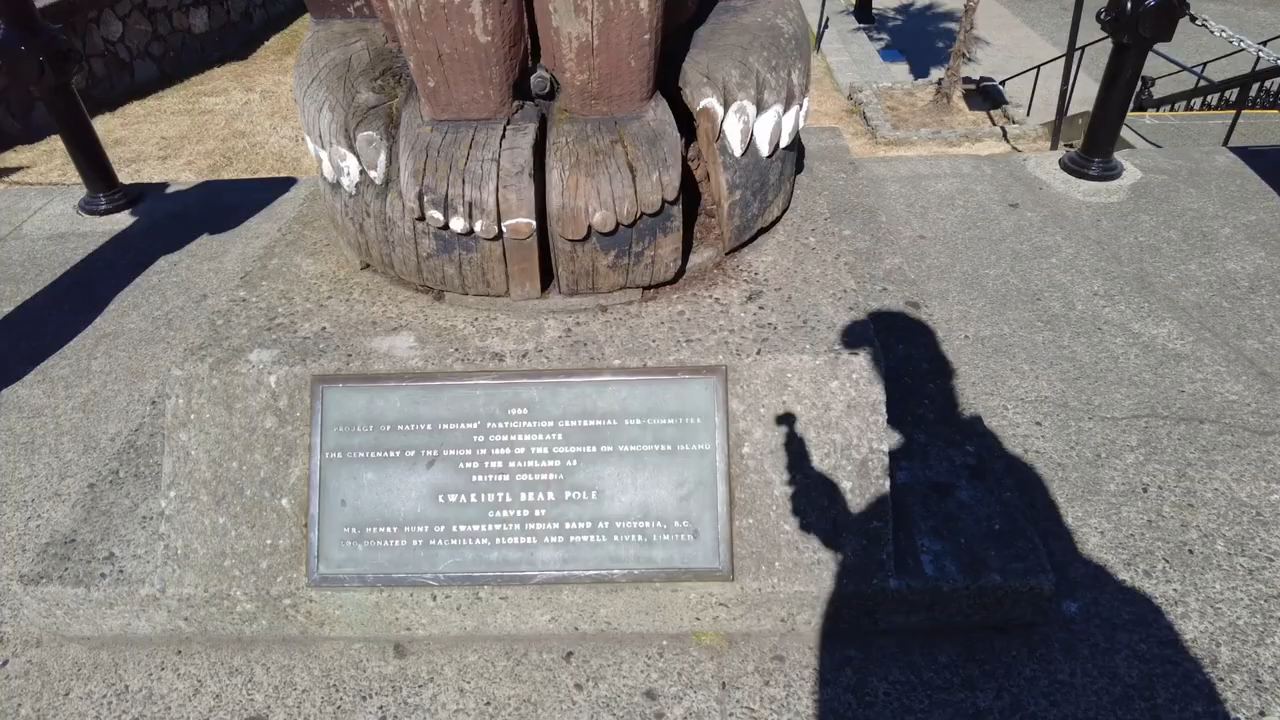 1966
PROJECT OF NATIVE INDIANS' PARTICIPATION CENTENNIAL SUB-COMMITTEE
TO COMMEMORATE
THE CENTENARY OF THE UNION IN 1866 OF THE COLONIES ON VANCOUVER ISLAND
AND THE MAINLAND AS
BRITISH COLUMBIA
KWAKIUTL BEAR POLE
CARVED BY
MR. HENRY HUNT OF KWAWKEWLTH INDIAN BAND AT VICTORIA, B.C.
LOG DONATED BY MACMILLAN, BLOEDEL AND POWELL RIVER, LIMITED